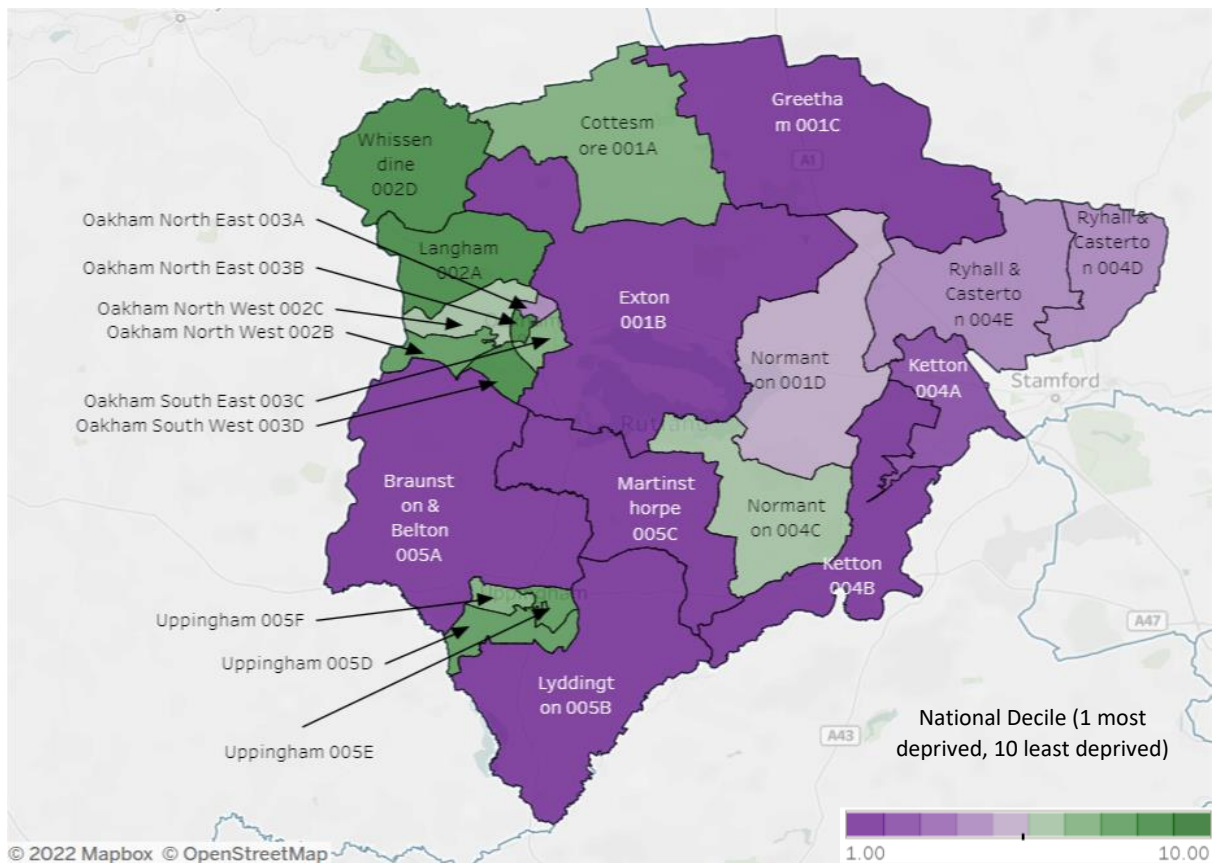 Greetha
m 001C
Cottesm
ore 001A
A1
Whissen
dine
002D
Oakham North East 003A
Langham
002A
Oakham North East 003B
Oakham North West 002C
Oakham North West 002B
Oakham South East 003C
Oakham South West 003D
Exton
001B
Ryhall &
Casterto
n 004D
Ryhall &
Casterto
n 004E
Normant
on 001D
Ketton
004A
Stamford
Rutland
Braunst
on &
Belton
005A
Martinst
horpe
005C
Normant
on 004C
Ketton
004B
Uppingham
Uppingham 005F
Uppingham 005D
Uppingham 005E
Lyddingt
on 005B
A47
A43
National Decile (1 most
deprived, 10 least deprived)
1.00 10.00
© 2022 Mapbox © OpenStreetMap